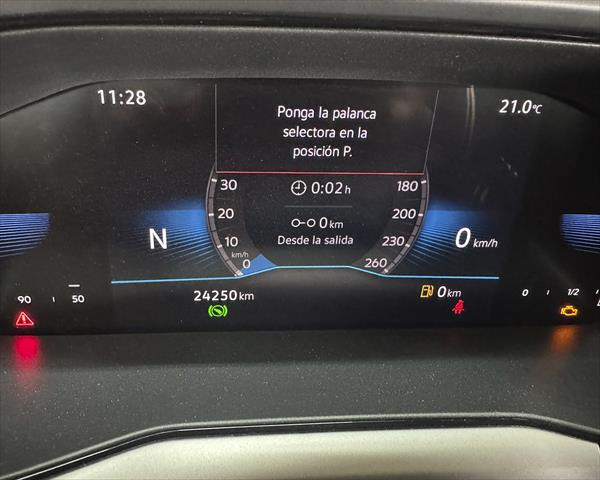 11:28
21.0°C
Ponga la palanca
selectora en la
posición P.
0:02 h
0 km
Desde la salida
30
20
10
km/h
0
180
200
230
260
N
0 km/h
90
50
24250 km
0 km
0
1/2